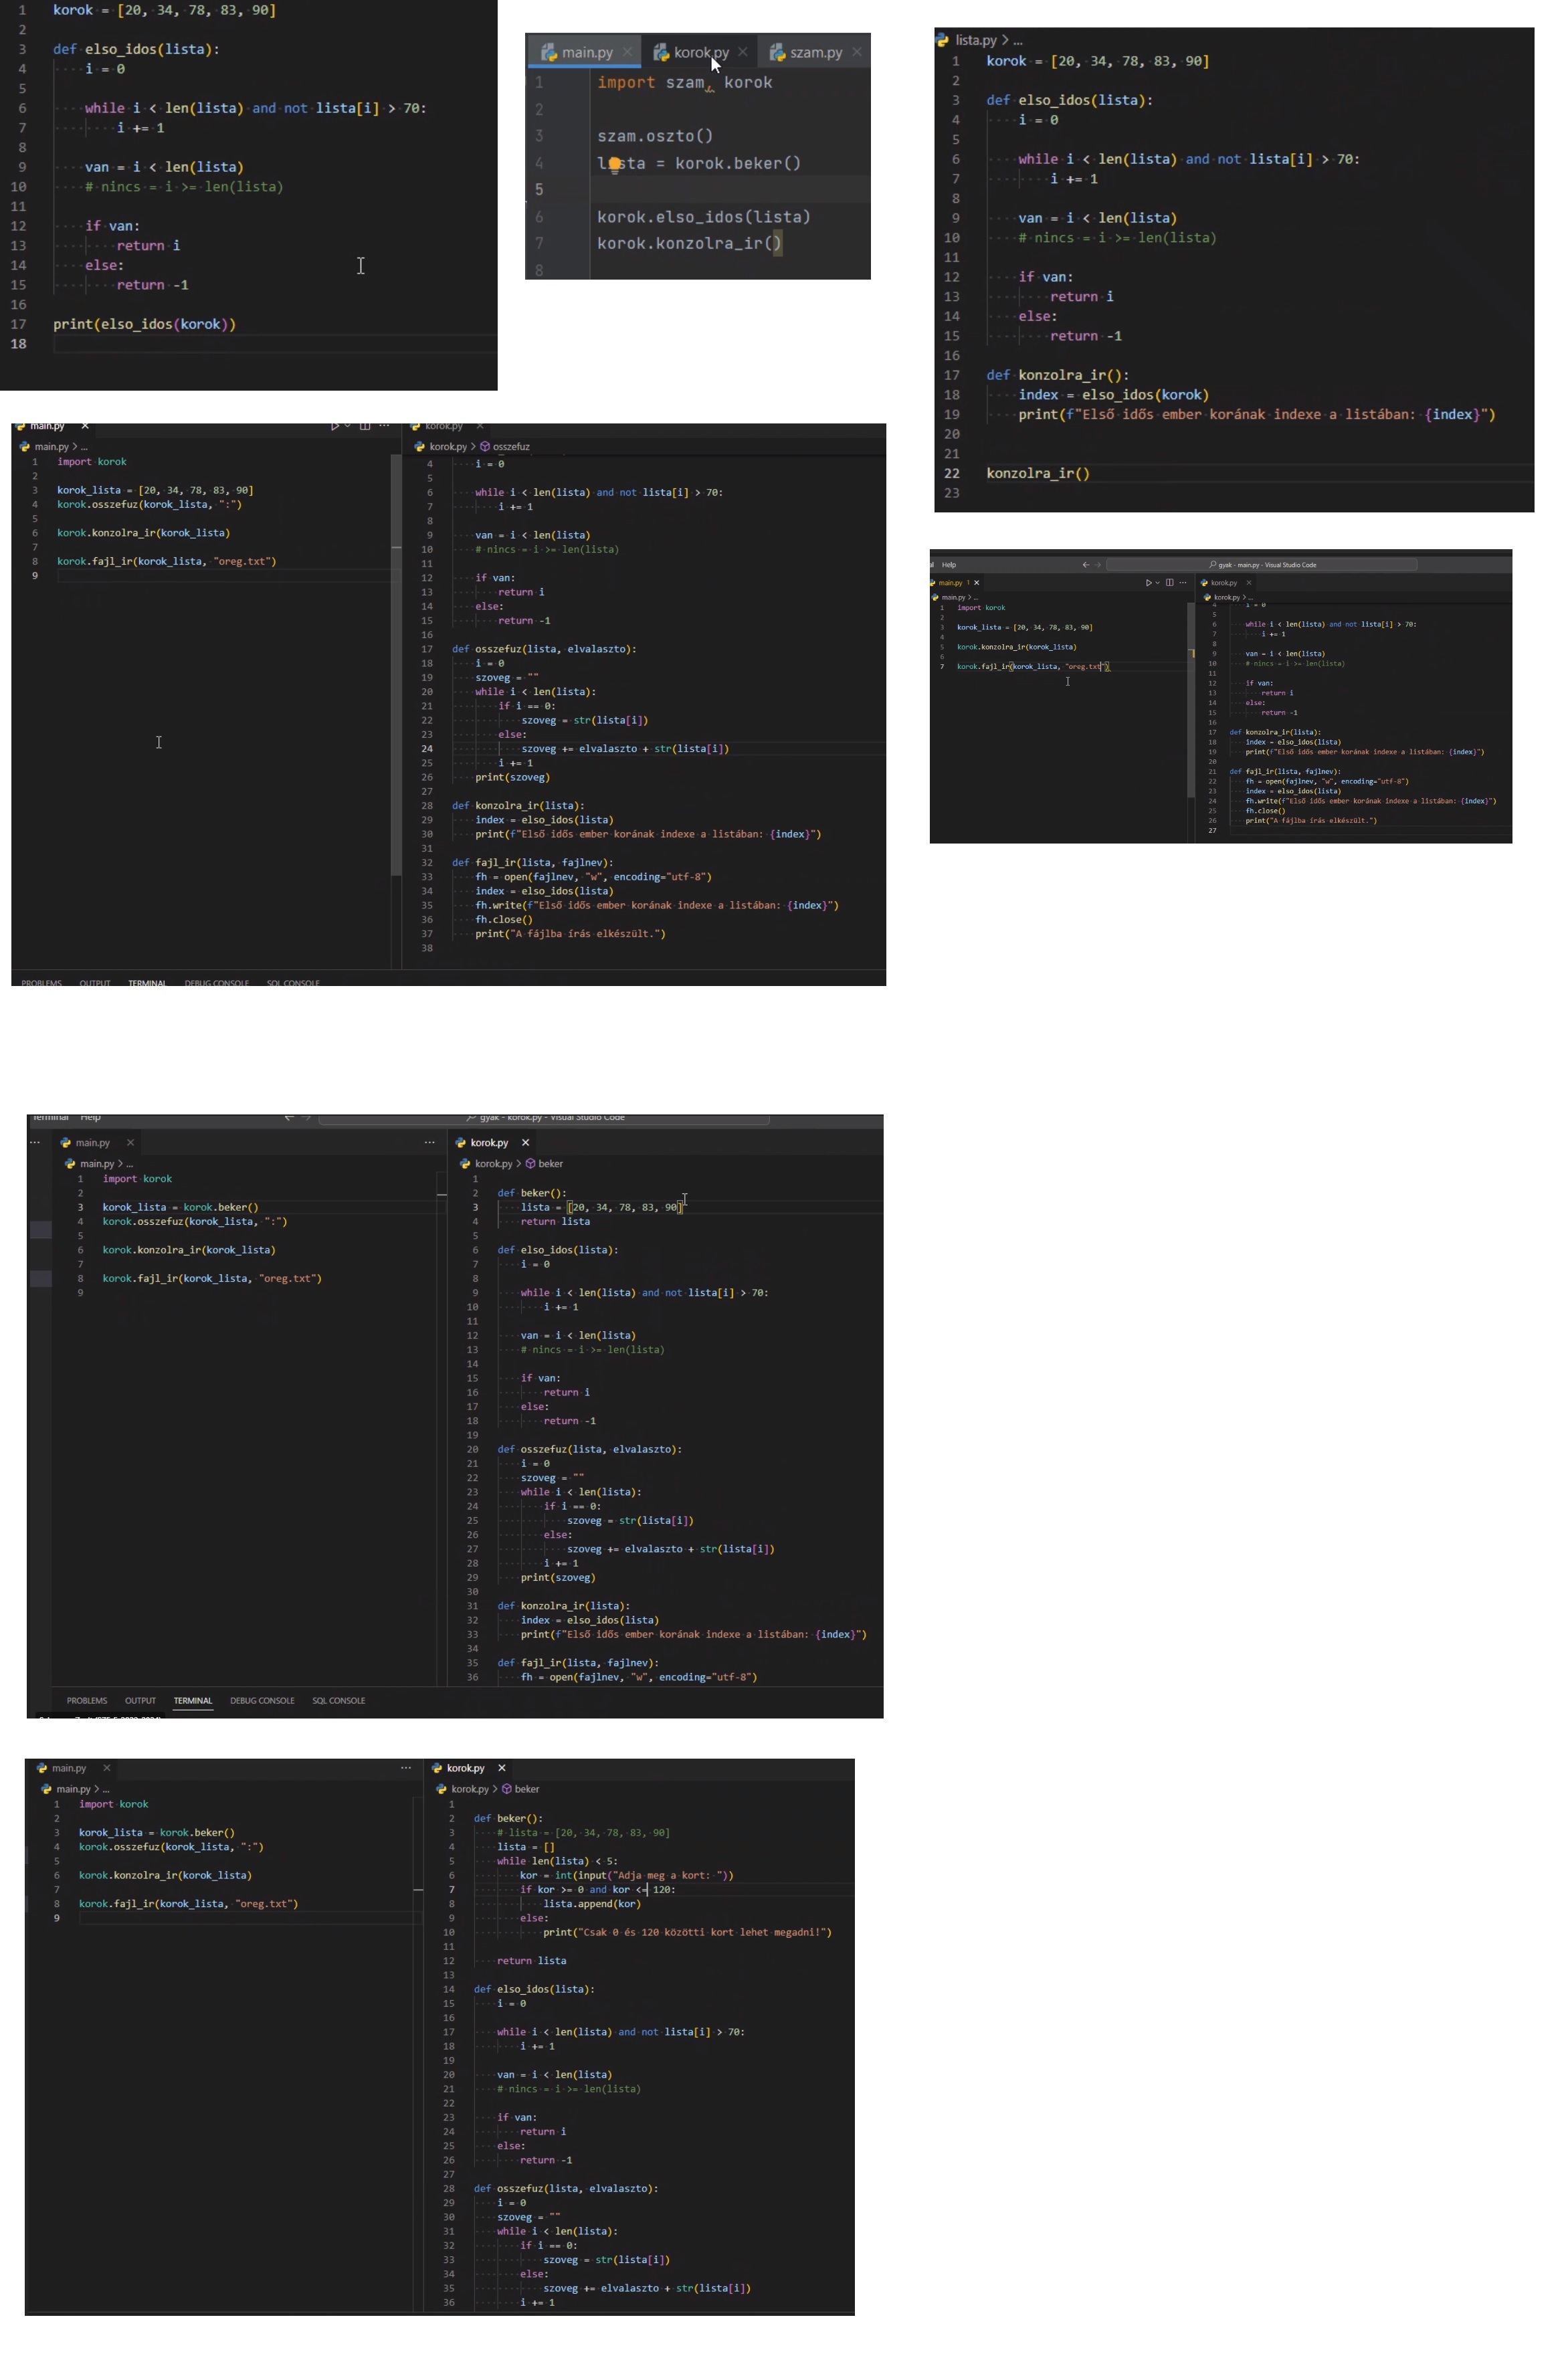 1 korok = [20, 34, 78, 83, 90]
2
3 def elso_idos(lista):
4 i = 0
5
6 while i < len(lista) and not lista[i] > 70:
7 i += 1
8
9 van = i < len(lista)
10 # nincs = i >= len(lista)
11
12 if van:
13 return i
14 else:
15 return -1
16
17 print(elso_idos(korok))
18
main.py korok.py szam.py
1 import szam, korok
2
3 szam.oszto()
4 = korok.beker()
5
6 korok.elso_idos(lista)
7 korok.konzolra_ir()
8
lista.py > ...
1 korok = [20, 34, 78, 83, 90]
2
3 def elso_idos(lista):
4 i = 0
5
6 while i < len(lista) and not lista[i] > 70:
7 i += 1
8
9 van = i < len(lista)
10 # nincs = i >= len(lista)
11
12 if van:
13 return i
14 else:
15 return -1
16
17 def konzolra_ir():
18 index = elso_idos(korok)
19 print(f"Első idős ember korának indexe a listában: {index}")
20
21
22 konzolra_ir()
23
main.py
main.py > ...
1 import korok
2
3 korok_lista = [20, 34, 78, 83, 90]
4 korok.osszefuz(korok_lista, ":")
5
6 korok.konzolra_ir(korok_lista)
7
8 korok.fajl_ir(korok_lista, "oreg.txt")
9
korok.py
korok.py > osszefuz
4 i = 0
5
6 while i < len(lista) and not lista[i] > 70:
7 i += 1
8
9 van = i < len(lista)
10 # nincs = i >= len(lista)
11
12 if van:
13 return i
14 else:
15 return -1
16
17 def osszefuz(lista, elvalaszto):
18 i = 0
19 szoveg = ""
20 while i < len(lista):
21 if i == 0:
22 szoveg = str(lista[i])
23 else:
24 szoveg += elvalaszto + str(lista[i])
25 i += 1
26 print(szoveg)
27
28 def konzolra_ir(lista):
29 index = elso_idos(lista)
30 print(f"Első idős ember korának indexe a listában: {index}")
31
32 def fajl_ir(lista, fajlnev):
33 fh = open(fajlnev, "w", encoding="utf-8")
34 index = elso_idos(lista)
35 fh.write(f"Első idős ember korának indexe a listában: {index}")
36 fh.close()
37 print("A fájlba írás elkészült.")
38
PROBLEMS OUTPUT TERMINAL DEBUG CONSOLE SQL CONSOLE
Help gyak - main.py - Visual Studio Code
main.py 1
main.py > ...
1 import korok
2
3 korok_lista = [20, 34, 78, 83, 90]
4
5 korok.konzolra_ir(korok_lista)
6
7 korok.fajl_ir(korok_lista, "oreg.txt")
korok.py
korok.py > ...
4 i = 0
5
6 while i < len(lista) and not lista[i] > 70:
7 i += 1
8
9 van = i < len(lista)
10 # nincs = i >= len(lista)
11
12 if van:
13 return i
14 else:
15 return -1
16
17 def konzolra_ir(lista):
18 index = elso_idos(lista)
19 print(f"Első idős ember korának indexe a listában: {index}")
20
21 def fajl_ir(lista, fajlnev):
22 fh = open(fajlnev, "w", encoding="utf-8")
23 index = elso_idos(lista)
24 fh.write(f"Első idős ember korának indexe a listában: {index}")
25 fh.close()
26 print("A fájlba írás elkészült.")
27
Terminal Help gyak - korok.py - Visual Studio Code
main.py
main.py > ...
1 import korok
2
3 korok_lista = korok.beker()
4 korok.osszefuz(korok_lista, ":")
5
6 korok.konzolra_ir(korok_lista)
7
8 korok.fajl_ir(korok_lista, "oreg.txt")
9
korok.py
korok.py > beker
1
2 def beker():
3 lista = [20, 34, 78, 83, 90]
4 return lista
5
6 def elso_idos(lista):
7 i = 0
8
9 while i < len(lista) and not lista[i] > 70:
10 i += 1
11
12 van = i < len(lista)
13 # nincs = i >= len(lista)
14
15 if van:
16 return i
17 else:
18 return -1
19
20 def osszefuz(lista, elvalaszto):
21 i = 0
22 szoveg = ""
23 while i < len(lista):
24 if i == 0:
25 szoveg = str(lista[i])
26 else:
27 szoveg += elvalaszto + str(lista[i])
28 i += 1
29 print(szoveg)
30
31 def konzolra_ir(lista):
32 index = elso_idos(lista)
33 print(f"Első idős ember korának indexe a listában: {index}")
34
35 def fajl_ir(lista, fajlnev):
36 fh = open(fajlnev, "w", encoding="utf-8")
PROBLEMS OUTPUT TERMINAL DEBUG CONSOLE SQL CONSOLE
main.py
main.py > ...
1 import korok
2
3 korok_lista = korok.beker()
4 korok.osszefuz(korok_lista, ":")
5
6 korok.konzolra_ir(korok_lista)
7
8 korok.fajl_ir(korok_lista, "oreg.txt")
9
korok.py
korok.py > beker
1
2 def beker():
3 # lista = [20, 34, 78, 83, 90]
4 lista = []
5 while len(lista) < 5:
6 kor = int(input("Adja meg a kort: "))
7 if kor >= 0 and kor <= 120:
8 lista.append(kor)
9 else:
10 print("Csak 0 és 120 közötti kort lehet megadni!")
11
12 return lista
13
14 def elso_idos(lista):
15 i = 0
16
17 while i < len(lista) and not lista[i] > 70:
18 i += 1
19
20 van = i < len(lista)
21 # nincs = i >= len(lista)
22
23 if van:
24 return i
25 else:
26 return -1
27
28 def osszefuz(lista, elvalaszto):
29 i = 0
30 szoveg = ""
31 while i < len(lista):
32 if i == 0:
33 szoveg = str(lista[i])
34 else:
35 szoveg += elvalaszto + str(lista[i])
36 i += 1